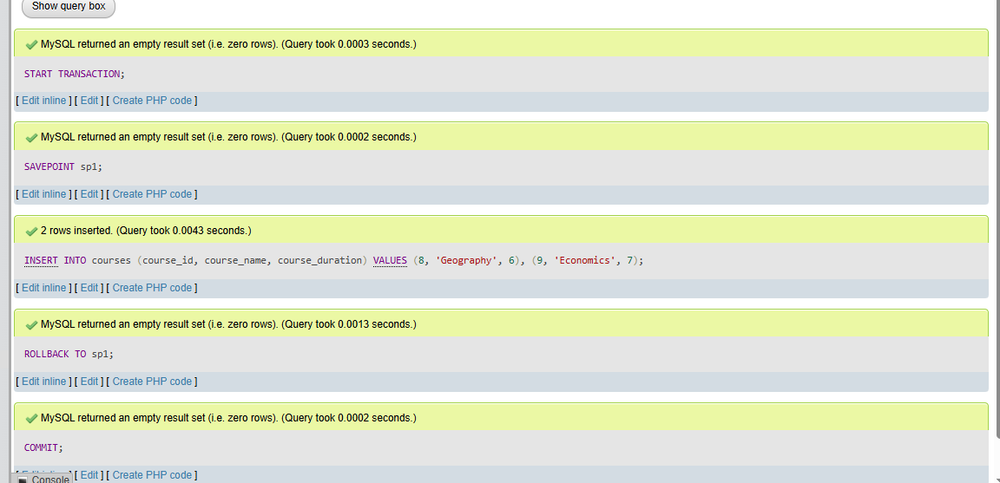 Show query box
MySQL returned an empty result set (i.e. zero rows). (Query took 0.0003 seconds.)
START TRANSACTION;
[ Edit inline ] [ Edit ] [ Create PHP code ]
MySQL returned an empty result set (i.e. zero rows). (Query took 0.0002 seconds.)
SAVEPOINT sp1;
[ Edit inline ] [ Edit ] [ Create PHP code ]
2 rows inserted. (Query took 0.0043 seconds.)
INSERT INTO courses (course_id, course_name, course_duration) VALUES (8, 'Geography', 6), (9, 'Economics', 7);
[ Edit inline ] [ Edit ] [ Create PHP code ]
MySQL returned an empty result set (i.e. zero rows). (Query took 0.0013 seconds.)
ROLLBACK TO sp1;
[ Edit inline ] [ Edit ] [ Create PHP code ]
MySQL returned an empty result set (i.e. zero rows). (Query took 0.0002 seconds.)
COMMIT;
] [ Edit ] [ Create PHP code ]
Console